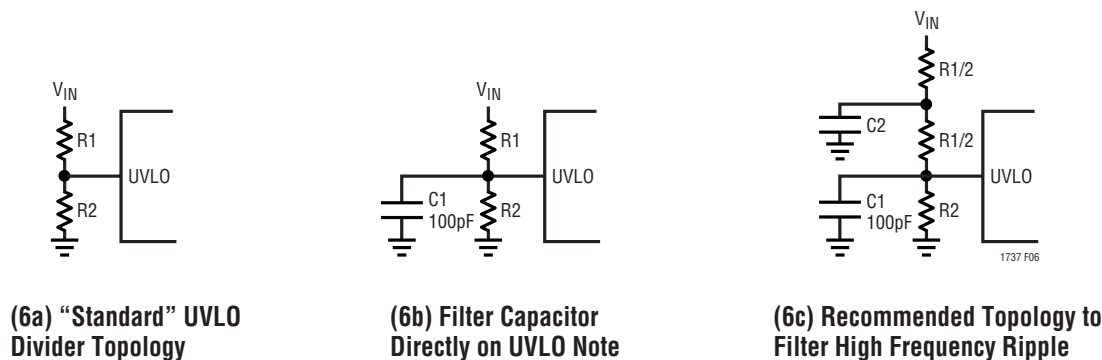 V_IN
R1
UVLO
R2
(6a) “Standard” UVLO
Divider Topology
V_IN
R1
UVLO
C1
100pF
R2
(6b) Filter Capacitor
Directly on UVLO Note
V_IN
R1/2
C2
R1/2
UVLO
C1
100pF
R2
1737 F06
(6c) Recommended Topology to
Filter High Frequency Ripple